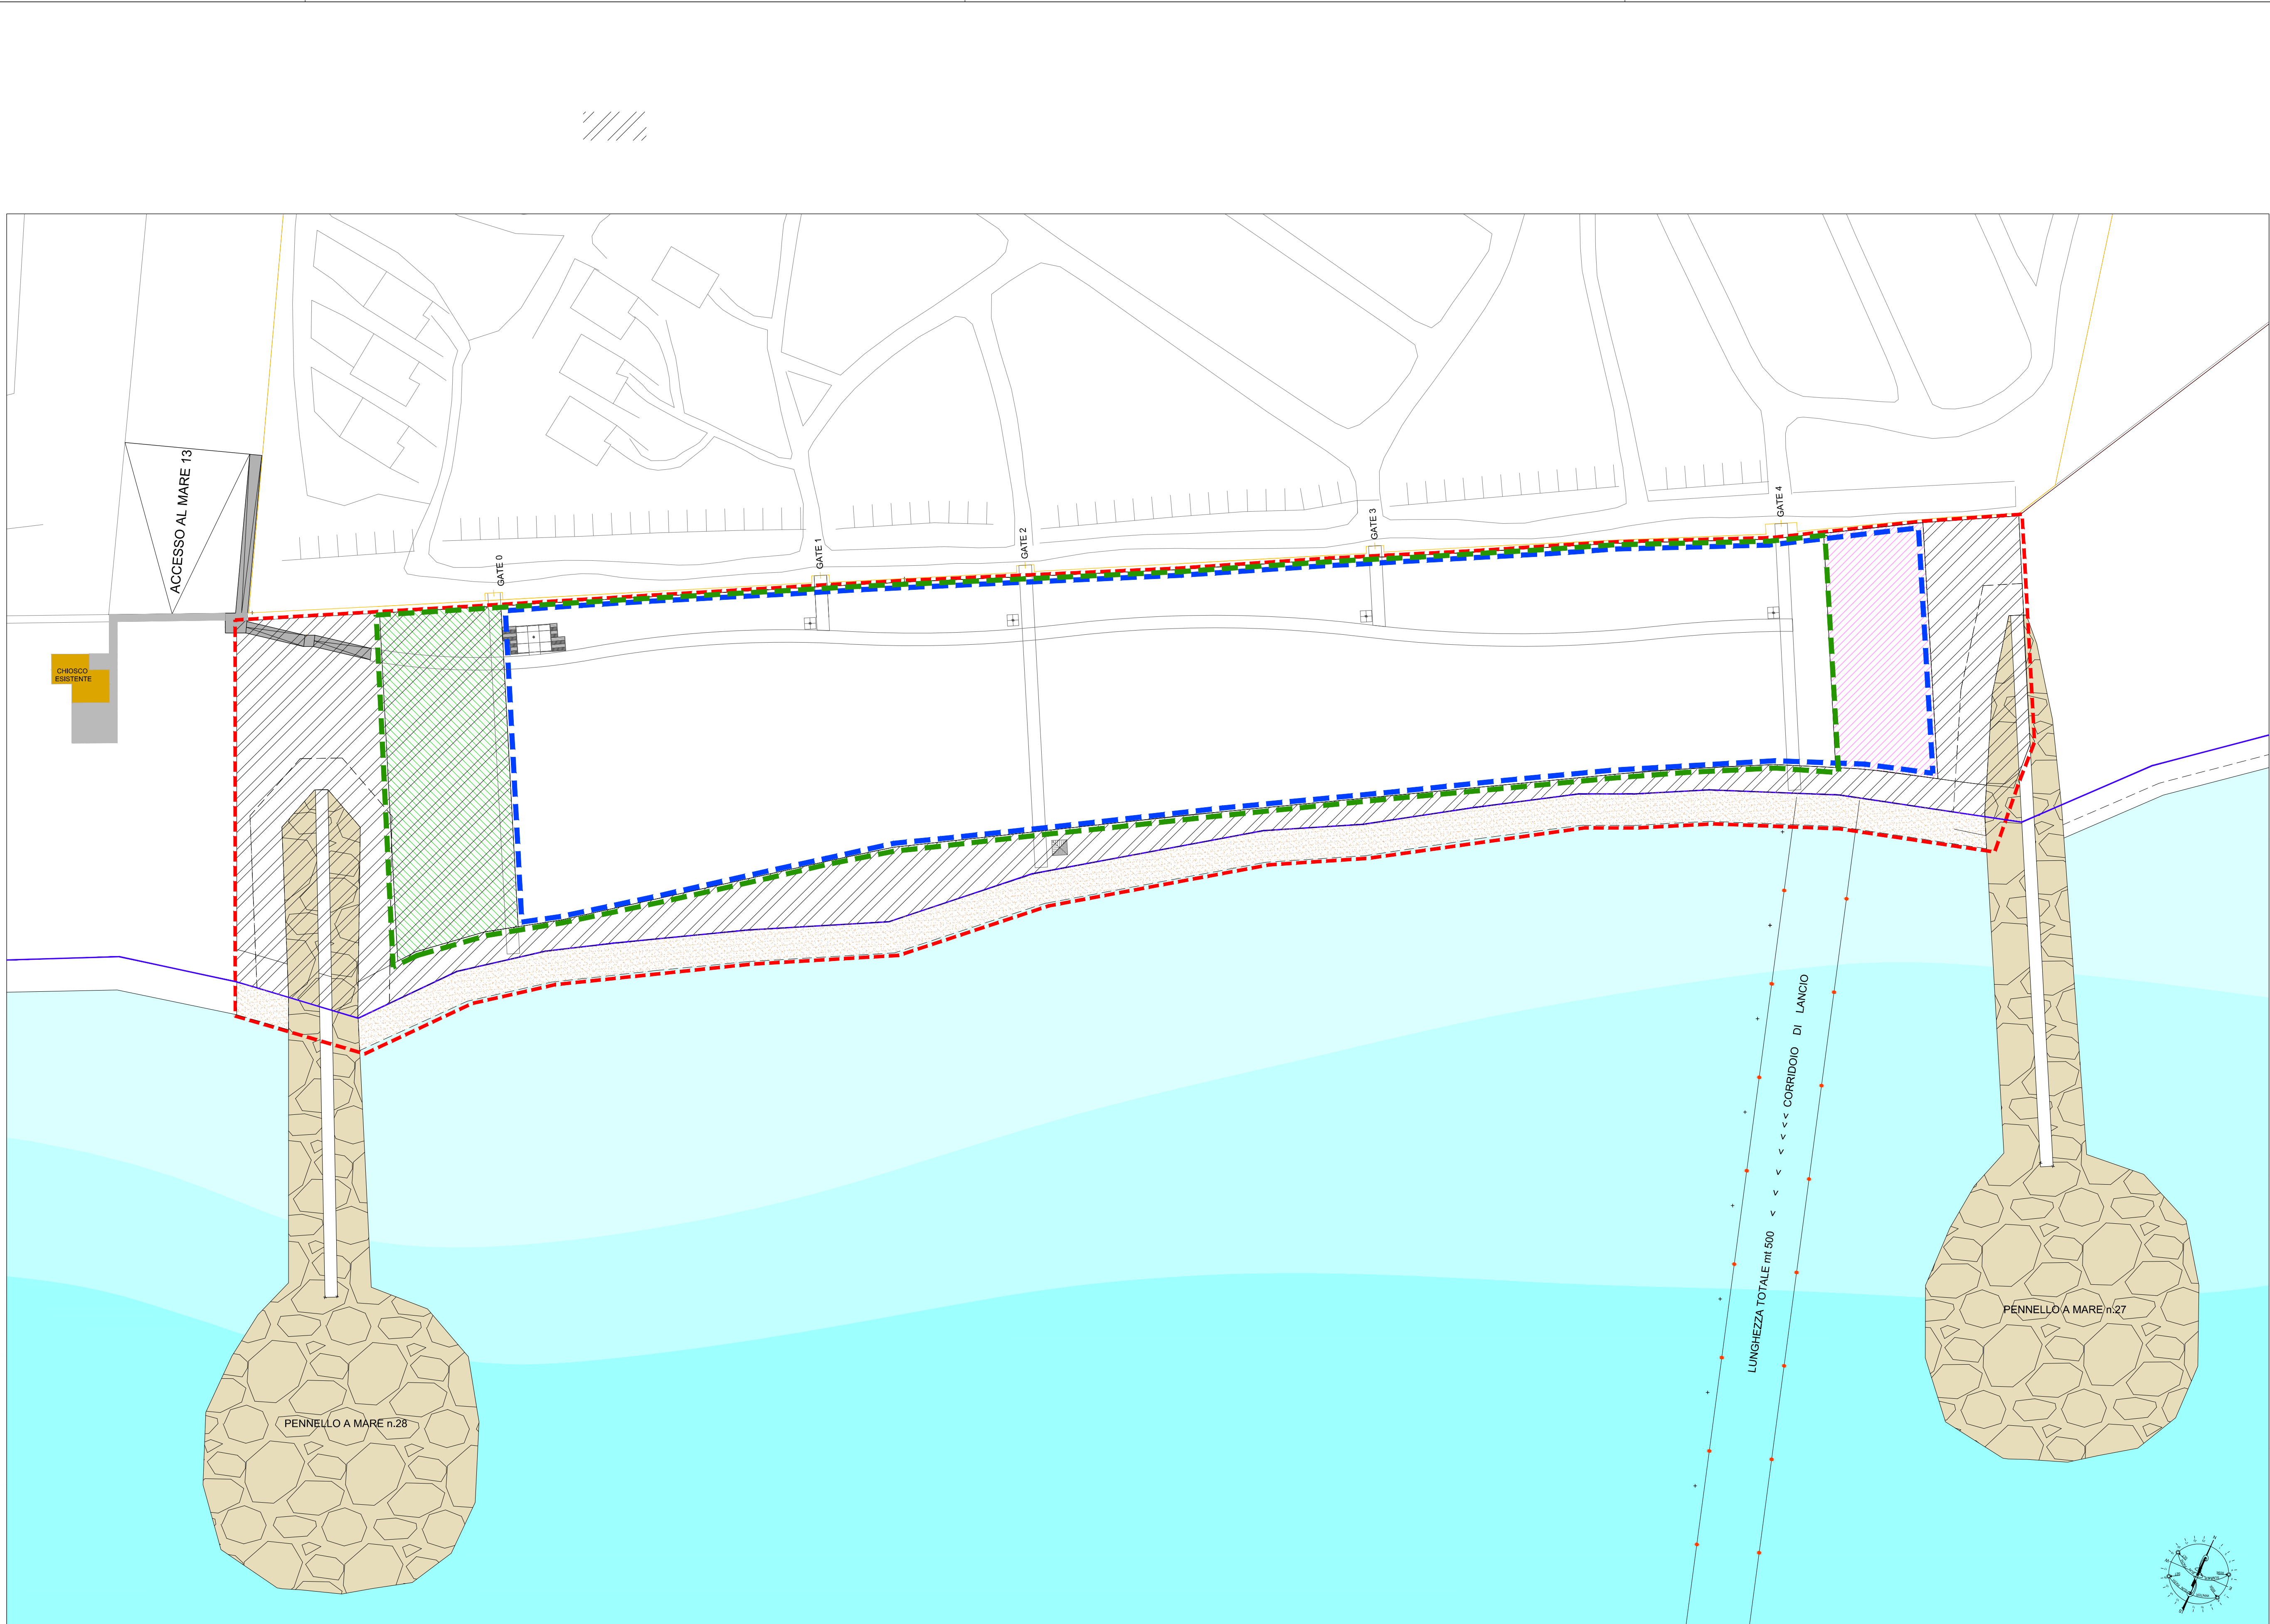 ACCESSO AL MARE 13
GATE 0
GATE 1
GATE 2
GATE 3
GATE 4
CHIOSCO
ESISTENTE
CORRIDOIO DI LANCIO
< < < < < < <
LUNGHEZZA TOTALE mt 500
PENNELLO A MARE n.27
PENNELLO A MARE n.28